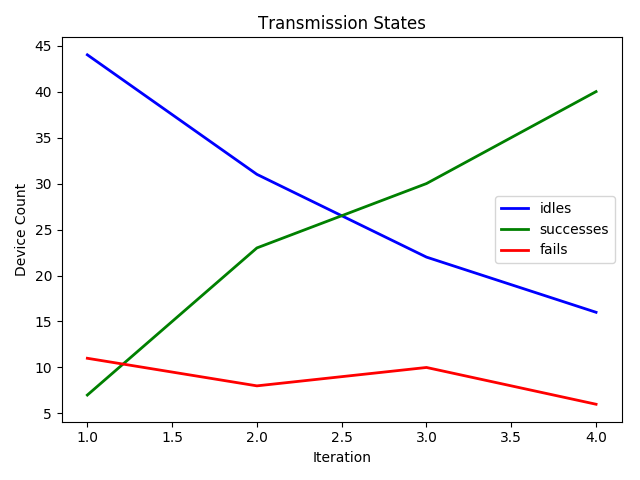 Transmission States
45
40
35
30
25
20
15
10
5
Device Count
idles
successes
fails
1.0 1.5 2.0 2.5 3.0 3.5 4.0
Iteration